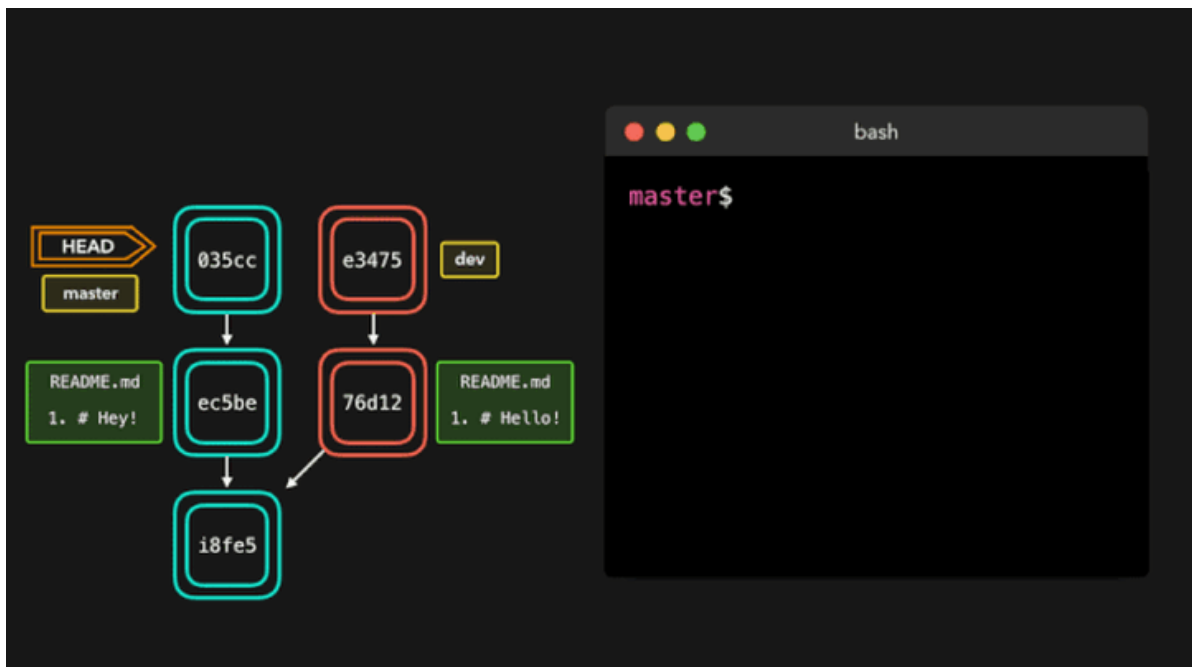 bash
master$
HEAD
master
035cc
e3475
dev
README.md
1. # Hey!
ec5be
76d12
README.md
1. # Hello!
i8fe5